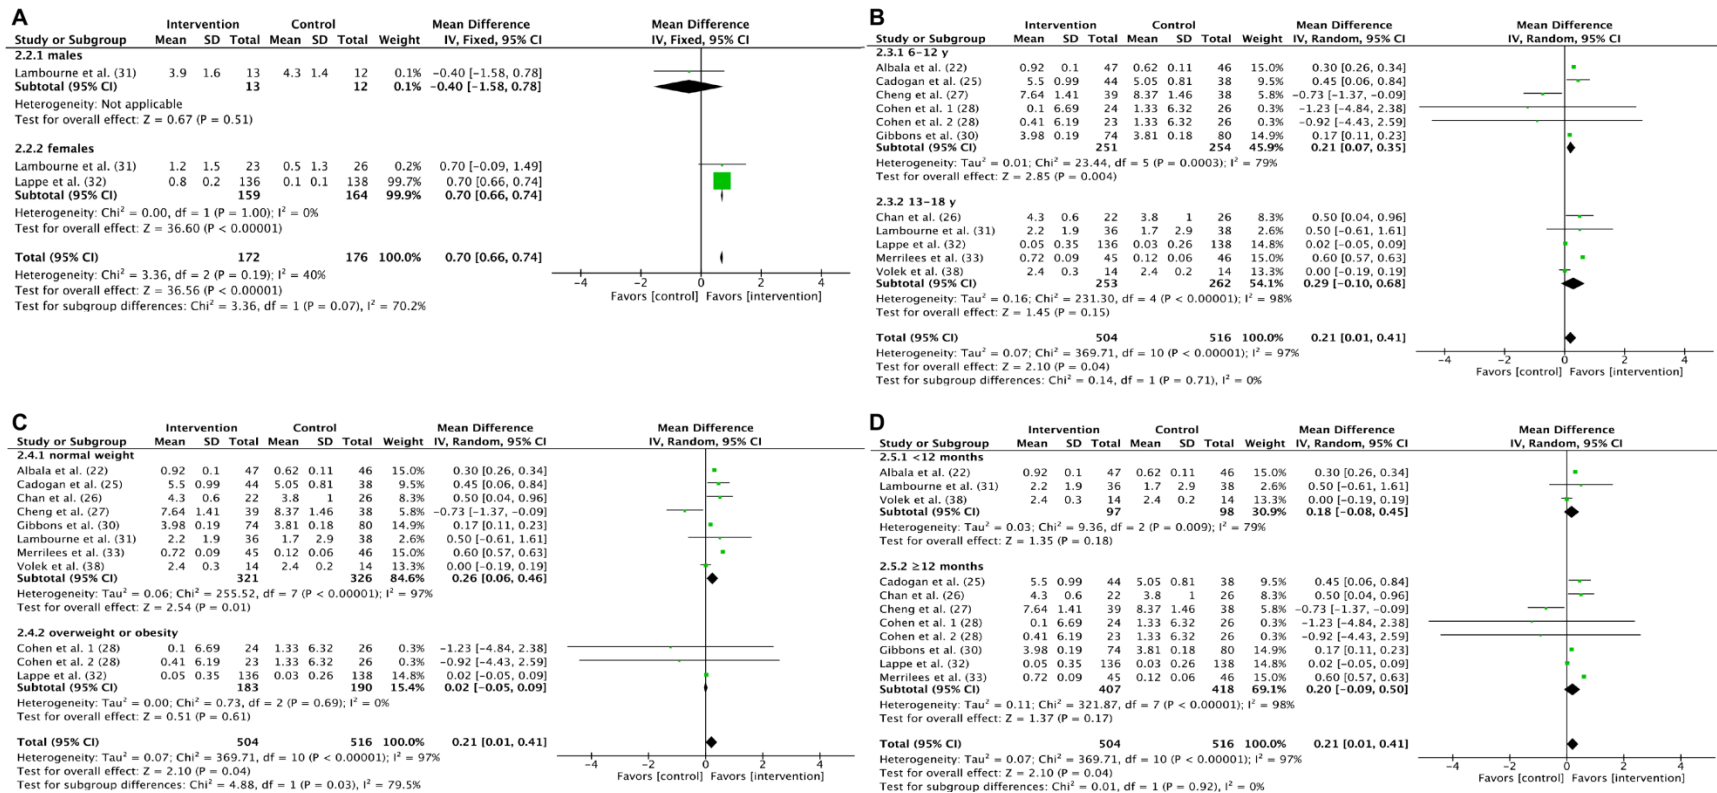 A
Intervention Control Mean Difference Mean Difference
Study or Subgroup Mean SD Total Mean SD Total Weight IV, Fixed, 95% CI IV, Fixed, 95% CI
2.2.1 males
Lambourne et al. (31) 3.9 1.6 13 4.3 1.4 12 0.1% −0.40 [−1.58, 0.78]
Subtotal (95% CI) 13 12 0.1% −0.40 [−1.58, 0.78]
Heterogeneity: Not applicable
Test for overall effect: Z = 0.67 (P = 0.51)
2.2.2 females
Lambourne et al. (31) 1.2 1.5 23 0.5 1.3 26 0.2% 0.70 [−0.09, 1.49]
Lappe et al. (32) 0.8 0.2 136 0.1 0.1 138 99.7% 0.70 [0.66, 0.74]
Subtotal (95% CI) 159 164 99.9% 0.70 [0.66, 0.74]
Heterogeneity: Chi² = 0.00, df = 1 (P = 1.00); I² = 0%
Test for overall effect: Z = 36.60 (P < 0.00001)
Total (95% CI) 172 176 100.0% 0.70 [0.66, 0.74]
Heterogeneity: Chi² = 3.36, df = 2 (P = 0.19); I² = 40%
Test for overall effect: Z = 36.56 (P < 0.00001)
Test for subgroup differences: Chi² = 3.36, df = 1 (P = 0.07), I² = 70.2%
−4 −2 0 2 4
Favors [control] Favors [intervention]
B
Intervention Control Mean Difference Mean Difference
Study or Subgroup Mean SD Total Mean SD Total Weight IV, Random, 95% CI IV, Random, 95% CI
2.3.1 6−12 y
Albala et al. (22) 0.92 0.1 47 0.62 0.11 46 15.0% 0.30 [0.26, 0.34]
Cadogan et al. (25) 5.5 0.99 44 5.05 0.81 38 9.5% 0.45 [0.06, 0.84]
Cheng et al. (27) 7.64 1.41 39 8.37 1.46 38 5.8% −0.73 [−1.37, −0.09]
Cohen et al. 1 (28) 0.1 6.69 24 1.33 6.32 26 0.3% −1.23 [−4.84, 2.38]
Cohen et al. 2 (28) 0.41 6.19 23 1.33 6.32 26 0.3% −0.92 [−4.43, 2.59]
Gibbons et al. (30) 3.98 0.19 74 3.81 0.18 80 14.9% 0.17 [0.11, 0.23]
Subtotal (95% CI) 251 254 45.9% 0.21 [0.07, 0.35]
Heterogeneity: Tau² = 0.01; Chi² = 23.44, df = 5 (P = 0.0003); I² = 79%
Test for overall effect: Z = 2.85 (P = 0.004)
2.3.2 13−18 y
Chan et al. (26) 4.3 0.6 22 3.8 1 26 8.3% 0.50 [0.04, 0.96]
Lambourne et al. (31) 2.2 1.9 36 1.7 2.9 38 2.6% 0.50 [−0.61, 1.61]
Lappe et al. (32) 0.05 0.35 136 0.03 0.26 138 14.8% 0.02 [−0.05, 0.09]
Merrilees et al. (33) 0.72 0.09 45 0.12 0.06 46 15.0% 0.60 [0.57, 0.63]
Volek et al. (38) 2.4 0.3 14 2.4 0.2 14 13.3% 0.00 [−0.19, 0.19]
Subtotal (95% CI) 253 262 54.1% 0.29 [−0.10, 0.68]
Heterogeneity: Tau² = 0.16; Chi² = 231.30, df = 4 (P < 0.00001); I² = 98%
Test for overall effect: Z = 1.45 (P = 0.15)
Total (95% CI) 504 516 100.0% 0.21 [0.01, 0.41]
Heterogeneity: Tau² = 0.07; Chi² = 369.71, df = 10 (P < 0.00001); I² = 97%
Test for overall effect: Z = 2.10 (P = 0.04)
Test for subgroup differences: Chi² = 0.14, df = 1 (P = 0.71), I² = 0%
−4 −2 0 2 4
Favors [control] Favors [intervention]
C
Intervention Control Mean Difference Mean Difference
Study or Subgroup Mean SD Total Mean SD Total Weight IV, Random, 95% CI IV, Random, 95% CI
2.4.1 normal weight
Albala et al. (22) 0.92 0.1 47 0.62 0.11 46 15.0% 0.30 [0.26, 0.34]
Cadogan et al. (25) 5.5 0.99 44 5.05 0.81 38 9.5% 0.45 [0.06, 0.84]
Chan et al. (26) 4.3 0.6 22 3.8 1 26 8.3% 0.50 [0.04, 0.96]
Cheng et al. (27) 7.64 1.41 39 8.37 1.46 38 5.8% −0.73 [−1.37, −0.09]
Gibbons et al. (30) 3.98 0.19 74 3.81 0.18 80 14.9% 0.17 [0.11, 0.23]
Lambourne et al. (31) 2.2 1.9 36 1.7 2.9 38 2.6% 0.50 [−0.61, 1.61]
Merrilees et al. (33) 0.72 0.09 45 0.12 0.06 46 15.0% 0.60 [0.57, 0.63]
Volek et al. (38) 2.4 0.3 14 2.4 0.2 14 13.3% 0.00 [−0.19, 0.19]
Subtotal (95% CI) 321 326 84.6% 0.26 [0.06, 0.46]
Heterogeneity: Tau² = 0.06; Chi² = 255.52, df = 7 (P < 0.00001); I² = 97%
Test for overall effect: Z = 2.54 (P = 0.01)
2.4.2 overweight or obesity
Cohen et al. 1 (28) 0.1 6.69 24 1.33 6.32 26 0.3% −1.23 [−4.84, 2.38]
Cohen et al. 2 (28) 0.41 6.19 23 1.33 6.32 26 0.3% −0.92 [−4.43, 2.59]
Lappe et al. (32) 0.05 0.35 136 0.03 0.26 138 14.8% 0.02 [−0.05, 0.09]
Subtotal (95% CI) 183 190 15.4% 0.02 [−0.05, 0.09]
Heterogeneity: Tau² = 0.00; Chi² = 0.73, df = 2 (P = 0.69); I² = 0%
Test for overall effect: Z = 0.51 (P = 0.61)
Total (95% CI) 504 516 100.0% 0.21 [0.01, 0.41]
Heterogeneity: Tau² = 0.07; Chi² = 369.71, df = 10 (P < 0.00001); I² = 97%
Test for overall effect: Z = 2.10 (P = 0.04)
Test for subgroup differences: Chi² = 4.88, df = 1 (P = 0.03), I² = 79.5%
−4 −2 0 2 4
Favors [control] Favors [intervention]
D
Intervention Control Mean Difference Mean Difference
Study or Subgroup Mean SD Total Mean SD Total Weight IV, Random, 95% CI IV, Random, 95% CI
2.5.1 <12 months
Albala et al. (22) 0.92 0.1 47 0.62 0.11 46 15.0% 0.30 [0.26, 0.34]
Lambourne et al. (31) 2.2 1.9 36 1.7 2.9 38 2.6% 0.50 [−0.61, 1.61]
Volek et al. (38) 2.4 0.3 14 2.4 0.2 14 13.3% 0.00 [−0.19, 0.19]
Subtotal (95% CI) 97 98 30.9% 0.18 [−0.08, 0.45]
Heterogeneity: Tau² = 0.03; Chi² = 9.36, df = 2 (P = 0.009); I² = 79%
Test for overall effect: Z = 1.35 (P = 0.18)
2.5.2 ≥12 months
Cadogan et al. (25) 5.5 0.99 44 5.05 0.81 38 9.5% 0.45 [0.06, 0.84]
Chan et al. (26) 4.3 0.6 22 3.8 1 26 8.3% 0.50 [0.04, 0.96]
Cheng et al. (27) 7.64 1.41 39 8.37 1.46 38 5.8% −0.73 [−1.37, −0.09]
Cohen et al. 1 (28) 0.1 6.69 24 1.33 6.32 26 0.3% −1.23 [−4.84, 2.38]
Cohen et al. 2 (28) 0.41 6.19 23 1.33 6.32 26 0.3% −0.92 [−4.43, 2.59]
Gibbons et al. (30) 3.98 0.19 74 3.81 0.18 80 14.9% 0.17 [0.11, 0.23]
Lappe et al. (32) 0.05 0.35 136 0.03 0.26 138 14.8% 0.02 [−0.05, 0.09]
Merrilees et al. (33) 0.72 0.09 45 0.12 0.06 46 15.0% 0.60 [0.57, 0.63]
Subtotal (95% CI) 407 418 69.1% 0.20 [−0.09, 0.50]
Heterogeneity: Tau² = 0.11; Chi² = 321.87, df = 7 (P < 0.00001); I² = 98%
Test for overall effect: Z = 1.37 (P = 0.17)
Total (95% CI) 504 516 100.0% 0.21 [0.01, 0.41]
Heterogeneity: Tau² = 0.07; Chi² = 369.71, df = 10 (P < 0.00001); I² = 97%
Test for overall effect: Z = 2.10 (P = 0.04)
Test for subgroup differences: Chi² = 0.01, df = 1 (P = 0.92), I² = 0%
−4 −2 0 2 4
Favors [control] Favors [intervention]